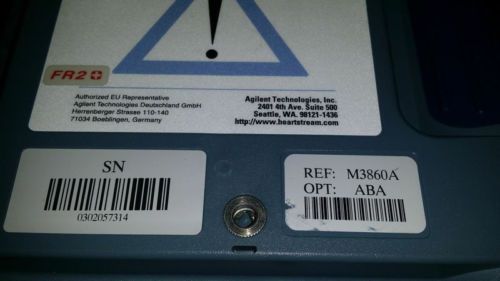 FR2
Authorized EU Representative
Agilent Technologies Deutschland GmbH
Herrenberger Strasse 110-140
71034 Boeblingen, Germany
Agilent Technologies, Inc.
2401 4th Ave. Suite 500
Seattle, WA. 98121-1436
http://www.heartstream.com
SN
0302057314
REF: M3860A
OPT: ABA